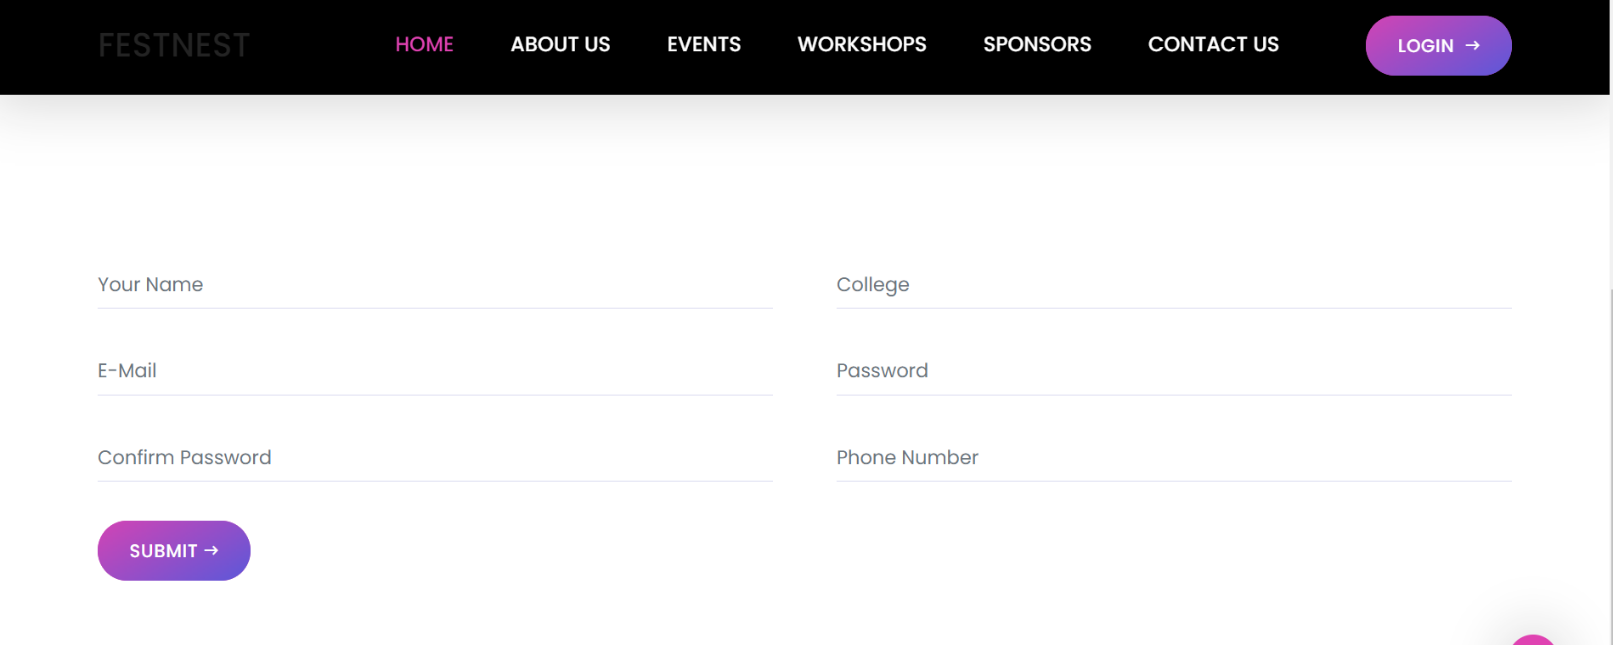 FESTNEST HOME ABOUT US EVENTS WORKSHOPS SPONSORS CONTACT US LOGIN →
Your Name College
E-Mail Password
Confirm Password Phone Number
SUBMIT →